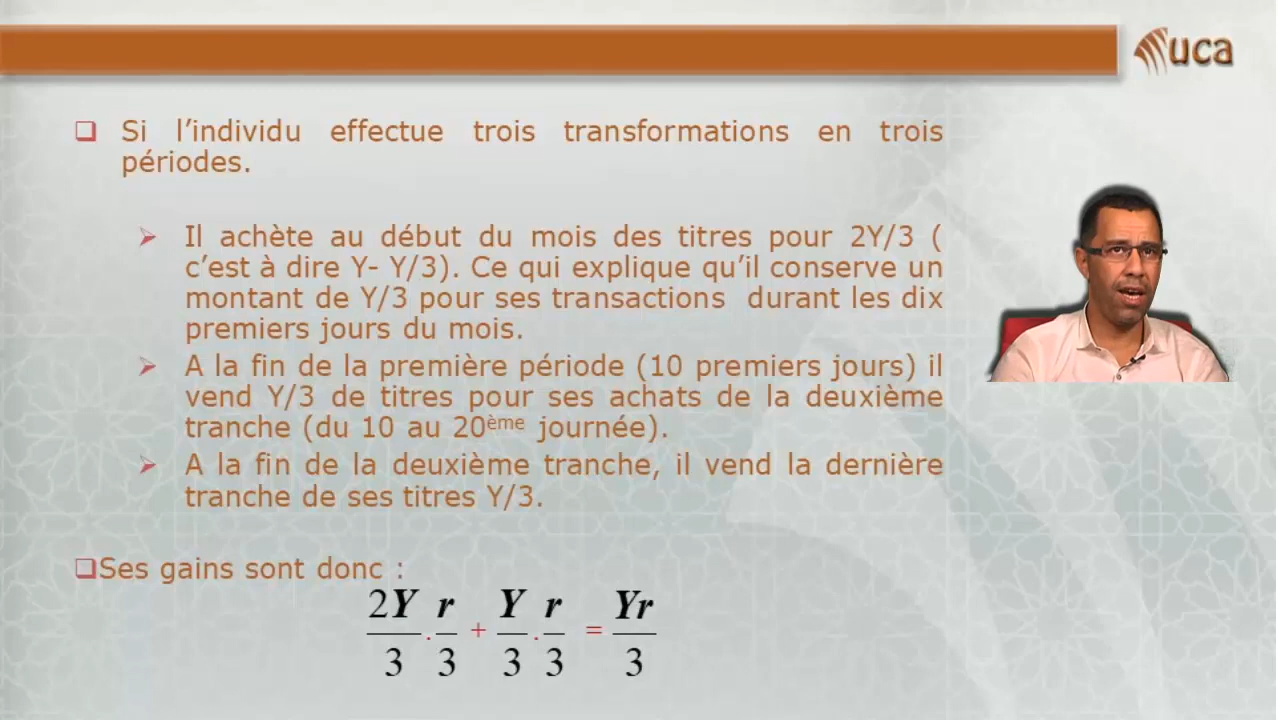 uca
Si l’individu effectue trois transformations en trois
périodes.
Il achète au début du mois des titres pour 2Y/3 (
c’est à dire Y- Y/3). Ce qui explique qu’il conserve un
montant de Y/3 pour ses transactions durant les dix
premiers jours du mois.
A la fin de la première période (10 premiers jours) il
vend Y/3 de titres pour ses achats de la deuxième
tranche (du 10 au 20ème journée).
A la fin de la deuxième tranche, il vend la dernière
tranche de ses titres Y/3.
Ses gains sont donc :
2Y/3 . r/3 + Y/3 . r/3 = Yr/3